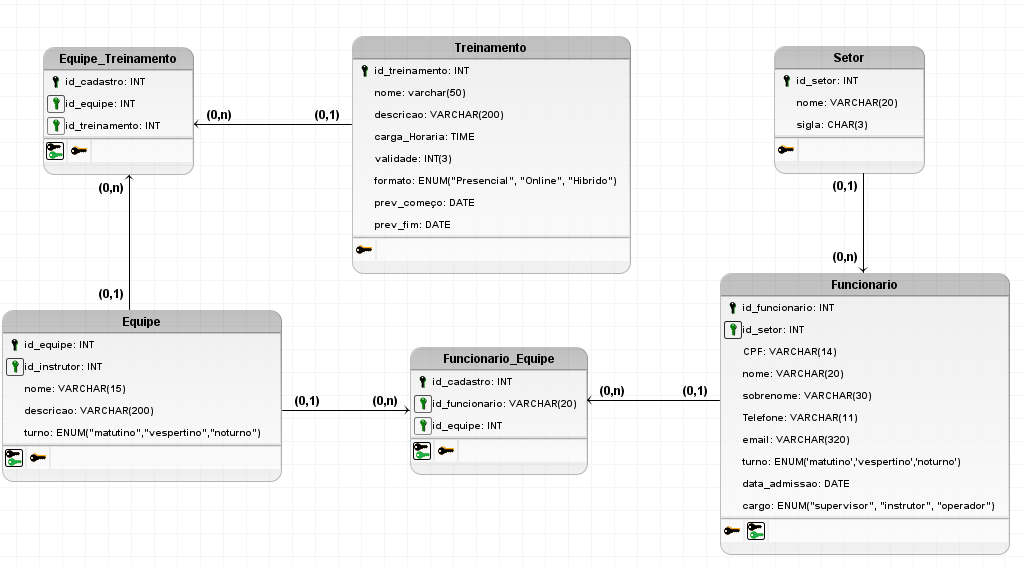 Equipe_Treinamento
id_cadastro: INT
id_equipe: INT
id_treinamento: INT
(0,n)
(0,1)
Treinamento
id_treinamento: INT
nome: varchar(50)
descricao: VARCHAR(200)
carga_Horaria: TIME
validade: INT(3)
formato: ENUM("Presencial", "Online", "Hibrido")
prev_começo: DATE
prev_fim: DATE
Setor
id_setor: INT
nome: VARCHAR(20)
sigla: CHAR(3)
(0,n)
(0,1)
(0,1)
(0,n)
Equipe
id_equipe: INT
id_instrutor: INT
nome: VARCHAR(15)
descricao: VARCHAR(200)
turno: ENUM("matutino","vespertino","noturno")
(0,1)
(0,n)
Funcionario_Equipe
id_cadastro: INT
id_funcionario: VARCHAR(20)
id_equipe: INT
(0,n)
(0,1)
Funcionario
id_funcionario: INT
id_setor: INT
CPF: VARCHAR(14)
nome: VARCHAR(20)
sobrenome: VARCHAR(30)
Telefone: VARCHAR(11)
email: VARCHAR(320)
turno: ENUM('matutino','vespertino','noturno')
data_admissao: DATE
cargo: ENUM("supervisor", "instrutor", "operador")